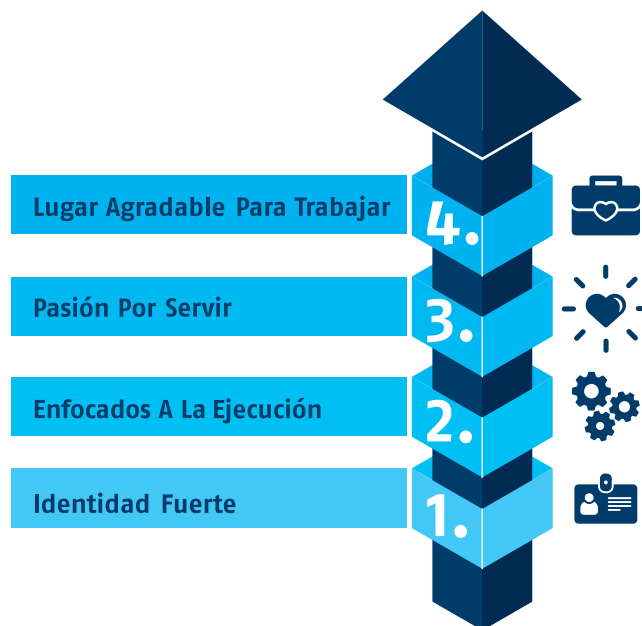 Lugar Agradable Para Trabajar 4.
Pasión Por Servir 3.
Enfocados A La Ejecución 2.
Identidad Fuerte 1.